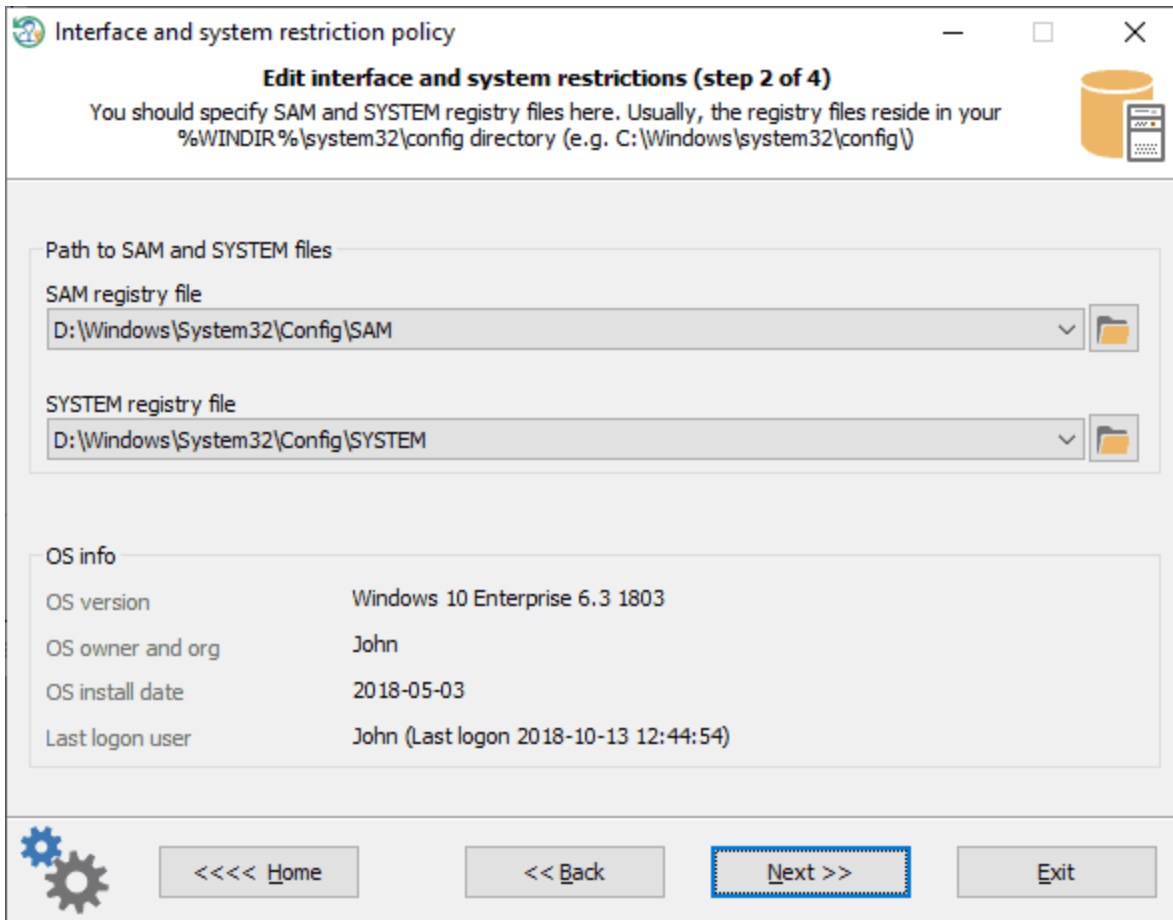 Interface and system restriction policy
Edit interface and system restrictions (step 2 of 4)
You should specify SAM and SYSTEM registry files here. Usually, the registry files reside in your
%WINDIR%\system32\config directory (e.g. C:\Windows\system32\config\)
Path to SAM and SYSTEM files
SAM registry file
D:\Windows\System32\Config\SAM
SYSTEM registry file
D:\Windows\System32\Config\SYSTEM
OS info
OS version Windows 10 Enterprise 6.3 1803
OS owner and org John
OS install date 2018-05-03
Last logon user John (Last logon 2018-10-13 12:44:54)
<<<< Home << Back Next >> Exit